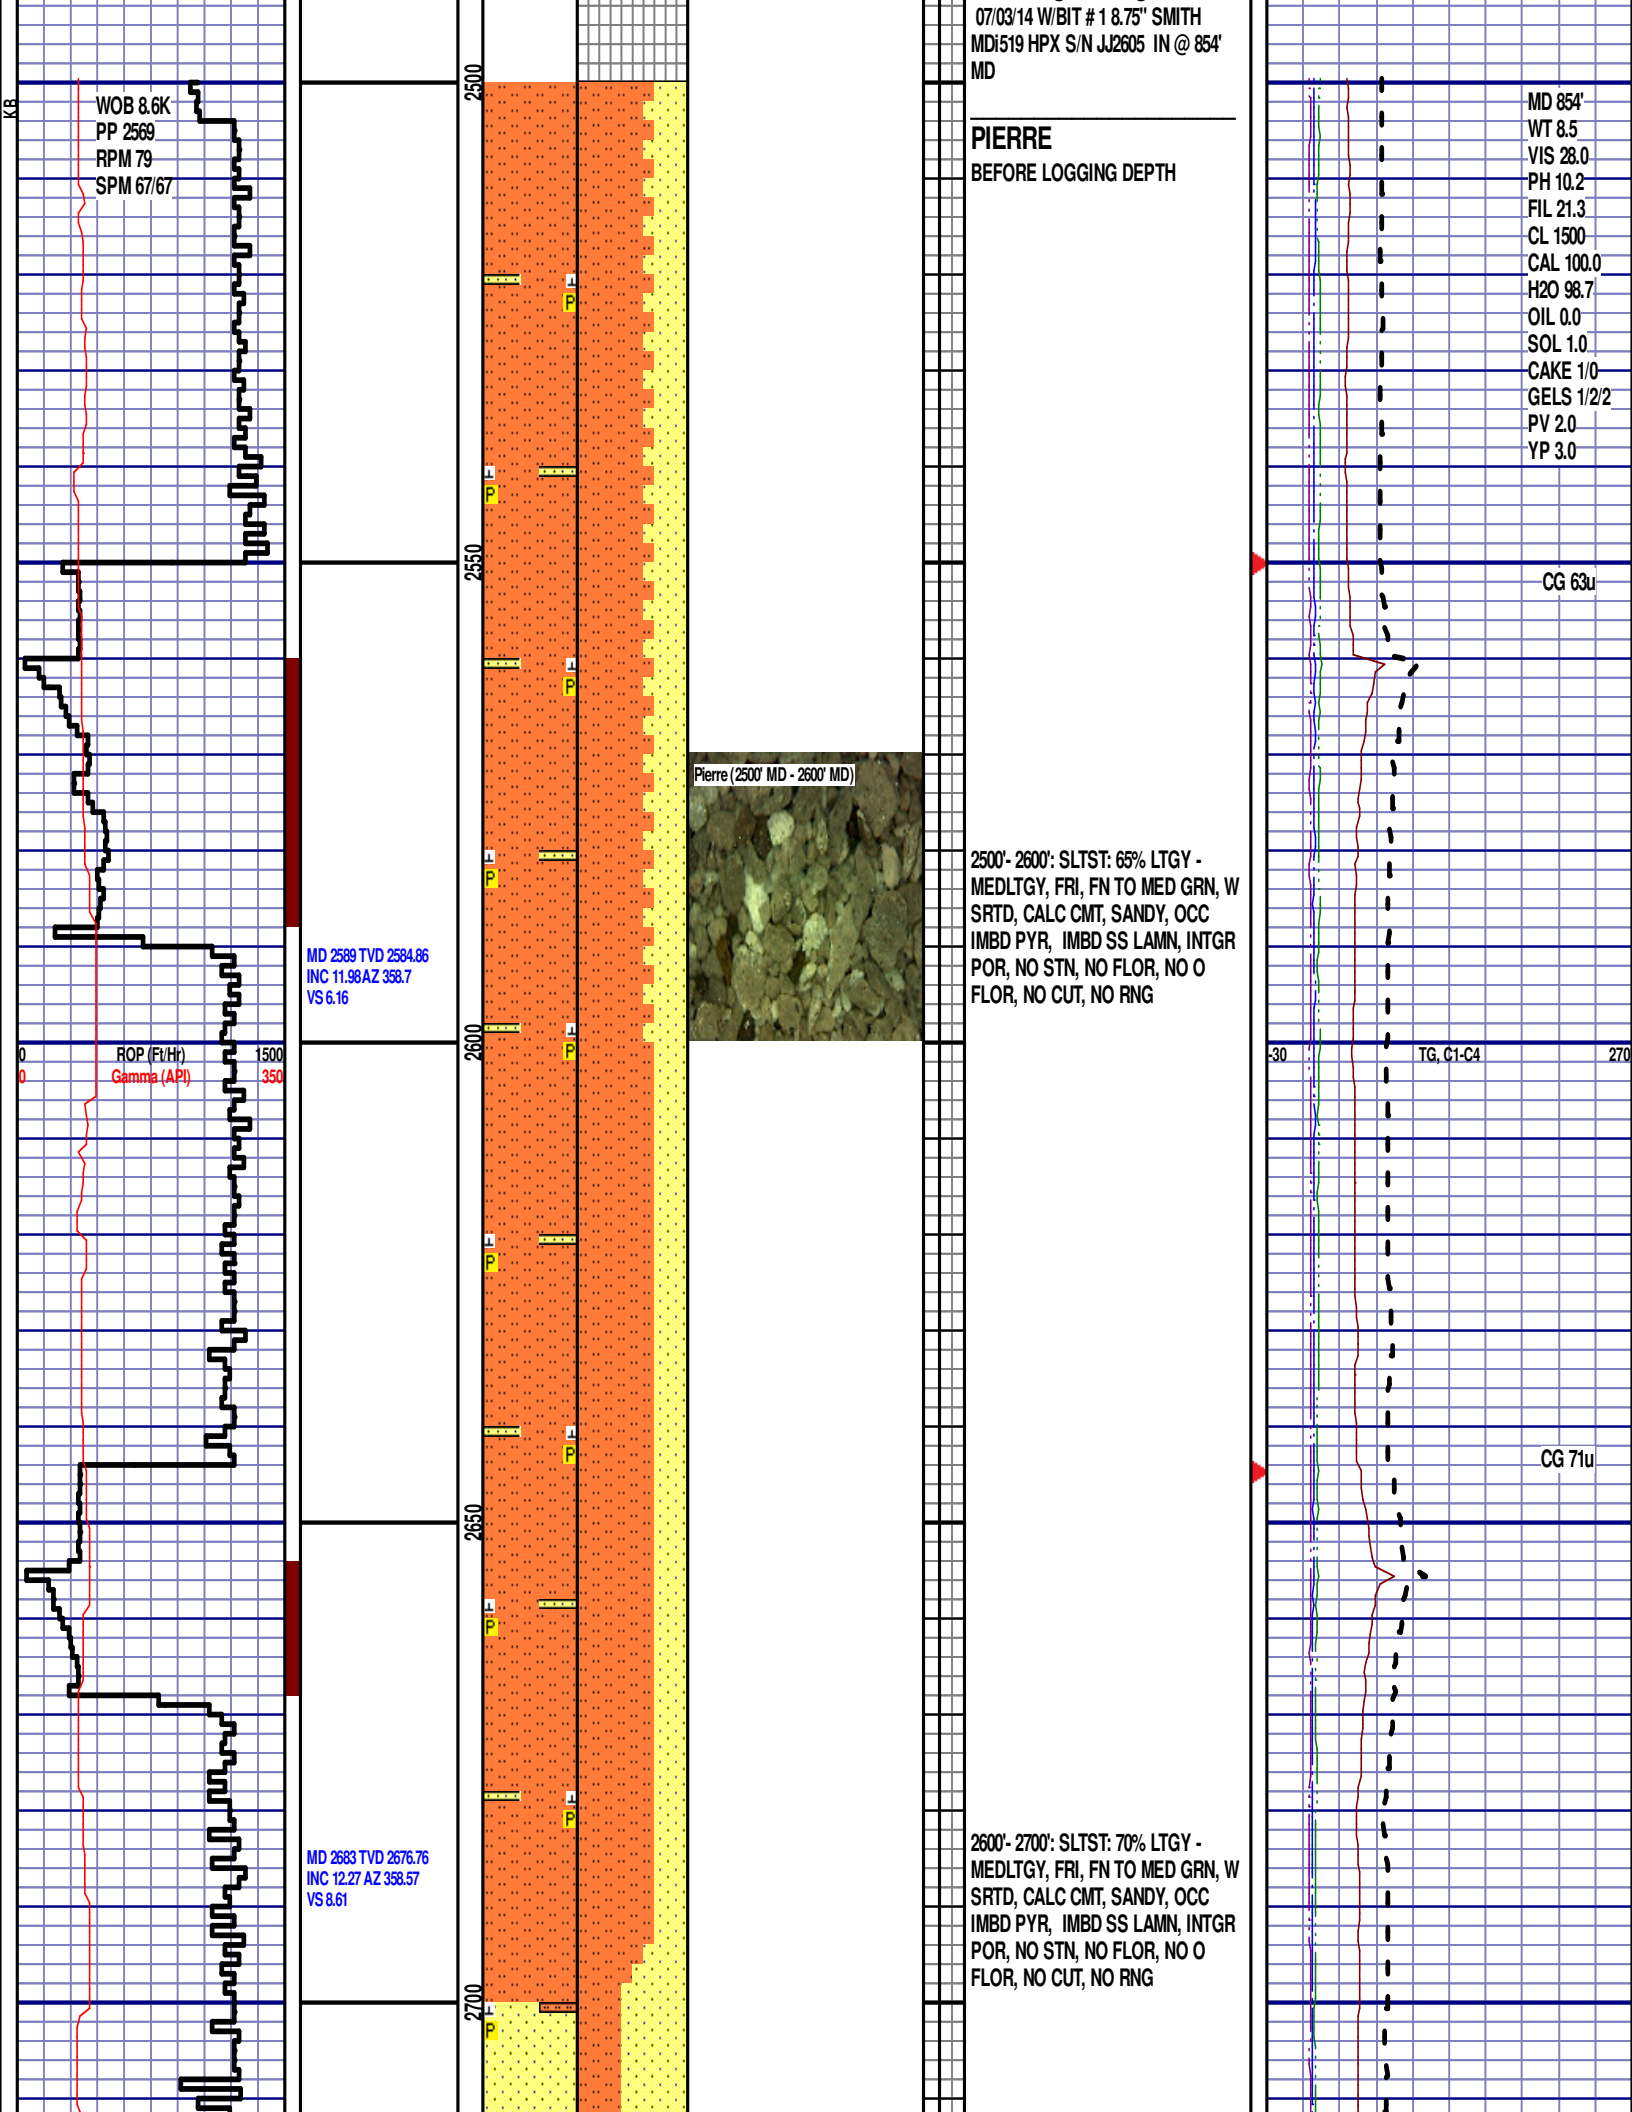 07/03/14 W/BIT # 1 8.75" SMITH
MDi519 HPX S/N JJ2605 IN @ 854'
MD
PIERRE
BEFORE LOGGING DEPTH
KB
WOB 8.6K
PP 2569
RPM 79
SPM 67/67
2500
MD 854'
WT 8.5
VIS 28.0
PH 10.2
FIL 21.3
CL 1500
CAL 100.0
H2O 98.7
OIL 0.0
SOL 1.0
CAKE 1/0
GELS 1/2/2
PV 2.0
YP 3.0
P
P
2550
CG 63u
P
Pierre (2500' MD - 2600' MD)
P
2500'- 2600': SLTST: 65% LTGY -
MEDLTGY, FRI, FN TO MED GRN, W
SRTD, CALC CMT, SANDY, OCC
IMBD PYR, IMBD SS LAMN, INTGR
POR, NO STN, NO FLOR, NO O
FLOR, NO CUT, NO RNG
MD 2589 TVD 2584.86
INC 11.98 AZ 358.7
VS 6.16
2600
P
0 ROP (Ft/Hr) 1500
0 Gamma (API) 350
-30 TG, C1-C4 270
P
P
CG 71u
2650
P
P
MD 2683 TVD 2676.76
INC 12.27 AZ 358.57
VS 8.61
2600'- 2700': SLTST: 70% LTGY -
MEDLTGY, FRI, FN TO MED GRN, W
SRTD, CALC CMT, SANDY, OCC
IMBD PYR, IMBD SS LAMN, INTGR
POR, NO STN, NO FLOR, NO O
FLOR, NO CUT, NO RNG
2700
P